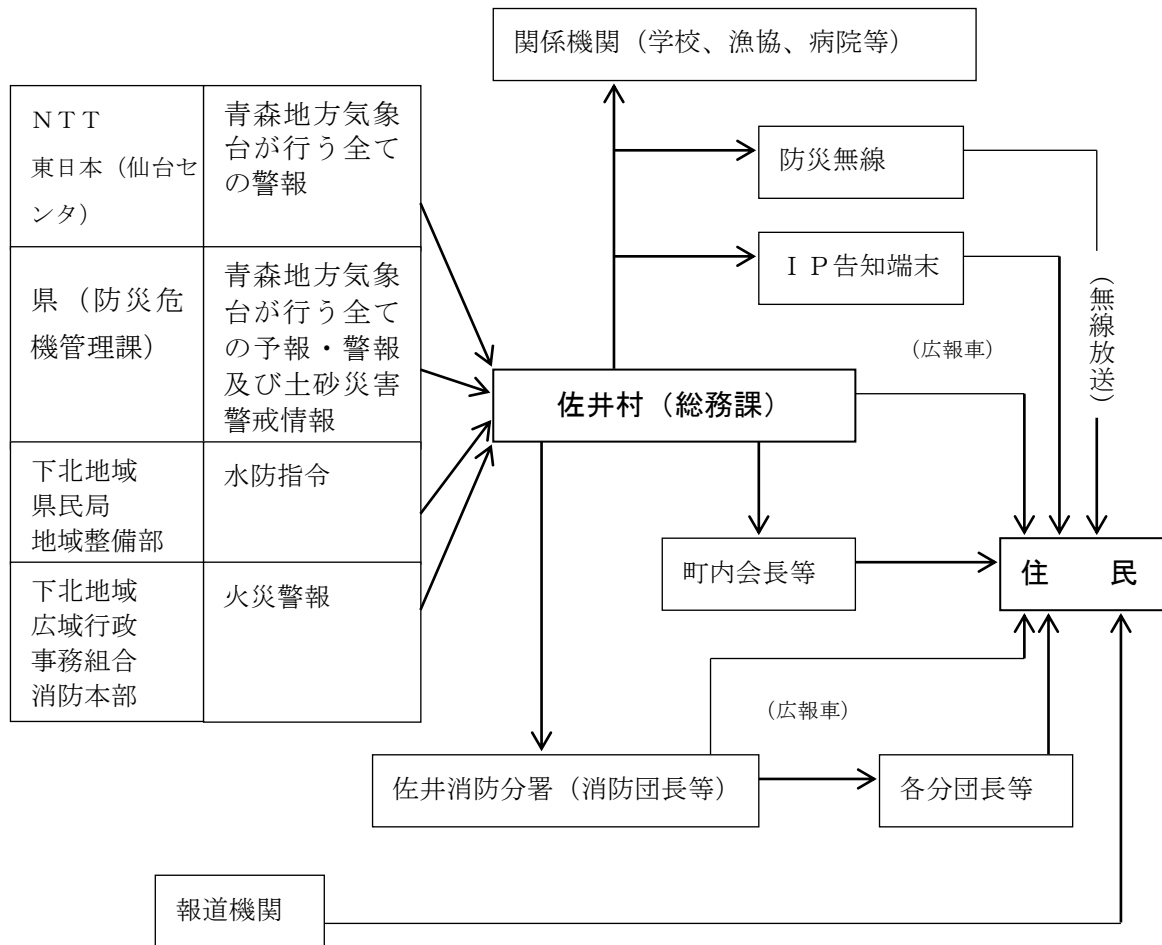 関係機関（学校、漁協、病院等）
ＮＴＴ
東日本（仙台セ
ンタ）
青森地方気象
台が行う全て
の警報
防災無線
ＩＰ告知端末
（無線放送）
県（防災危
機管理課）
青森地方気象
台が行う全て
の予報・警報
及び土砂災害
警戒情報
（広報車）
佐井村（総務課）
下北地域
県民局
地域整備部
水防指令
町内会長等
住　　民
下北地域
広域行政
事務組合
消防本部
火災警報
（広報車）
佐井消防分署（消防団長等）
各分団長等
報道機関